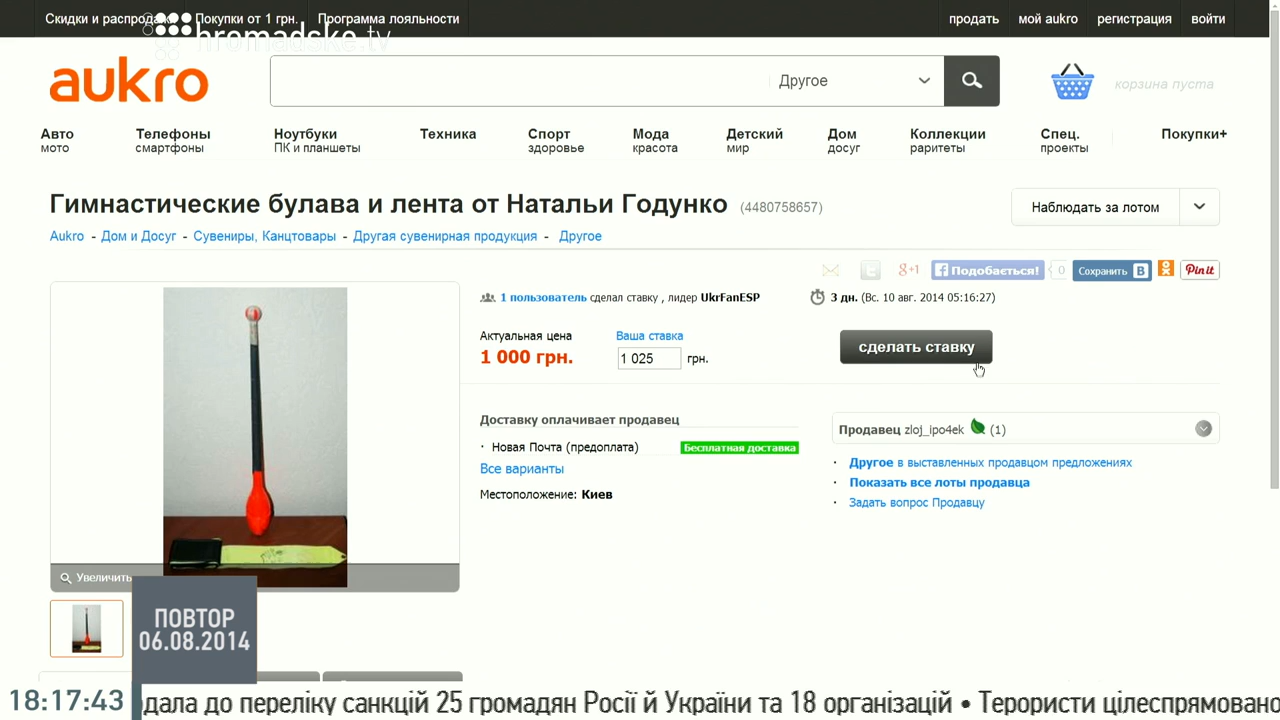 Скидки и распродаж
Покупки от 1 грн.
Программа лояльности
продать
мой aukro
регистрация
войти
hromadske.tv
aukro
Другое
корзина пуста
Авто
мото
Телефоны
смартфоны
Ноутбуки
ПК и планшеты
Техника
Спорт
здоровье
Мода
красота
Детский
мир
Дом
досуг
Коллекции
раритеты
Спец.
проекты
Покупки+
Гимнастические булава и лента от Натальи Годунко (4480758657)
Наблюдать за лотом
Aukro - Дом и Досуг - Сувениры, Канцтовары - Другая сувенирная продукция - Другое
g+1
Подобається!
0
Сохранить B
Pin it
1 пользователь сделал ставку , лидер UkrFanESP
3 дн. (Вс. 10 авг. 2014 05:16:27)
Актуальная цена
1 000 грн.
Ваша ставка
1 025 грн.
сделать ставку
Доставку оплачивает продавец
· Новая Почта (предоплата)
Бесплатная доставка
Все варианты
Местоположение: Киев
Продавец zloj_ipo4ek (1)
· Другое в выставленных продавцом предложениях
· Показать все лоты продавца
· Задать вопрос Продавцу
Увеличить
ПОВТОР
06.08.2014
18:17:43
дала до переліку санкцій 25 громадян Росії й України та 18 організацій • Терористи цілеспрямовано